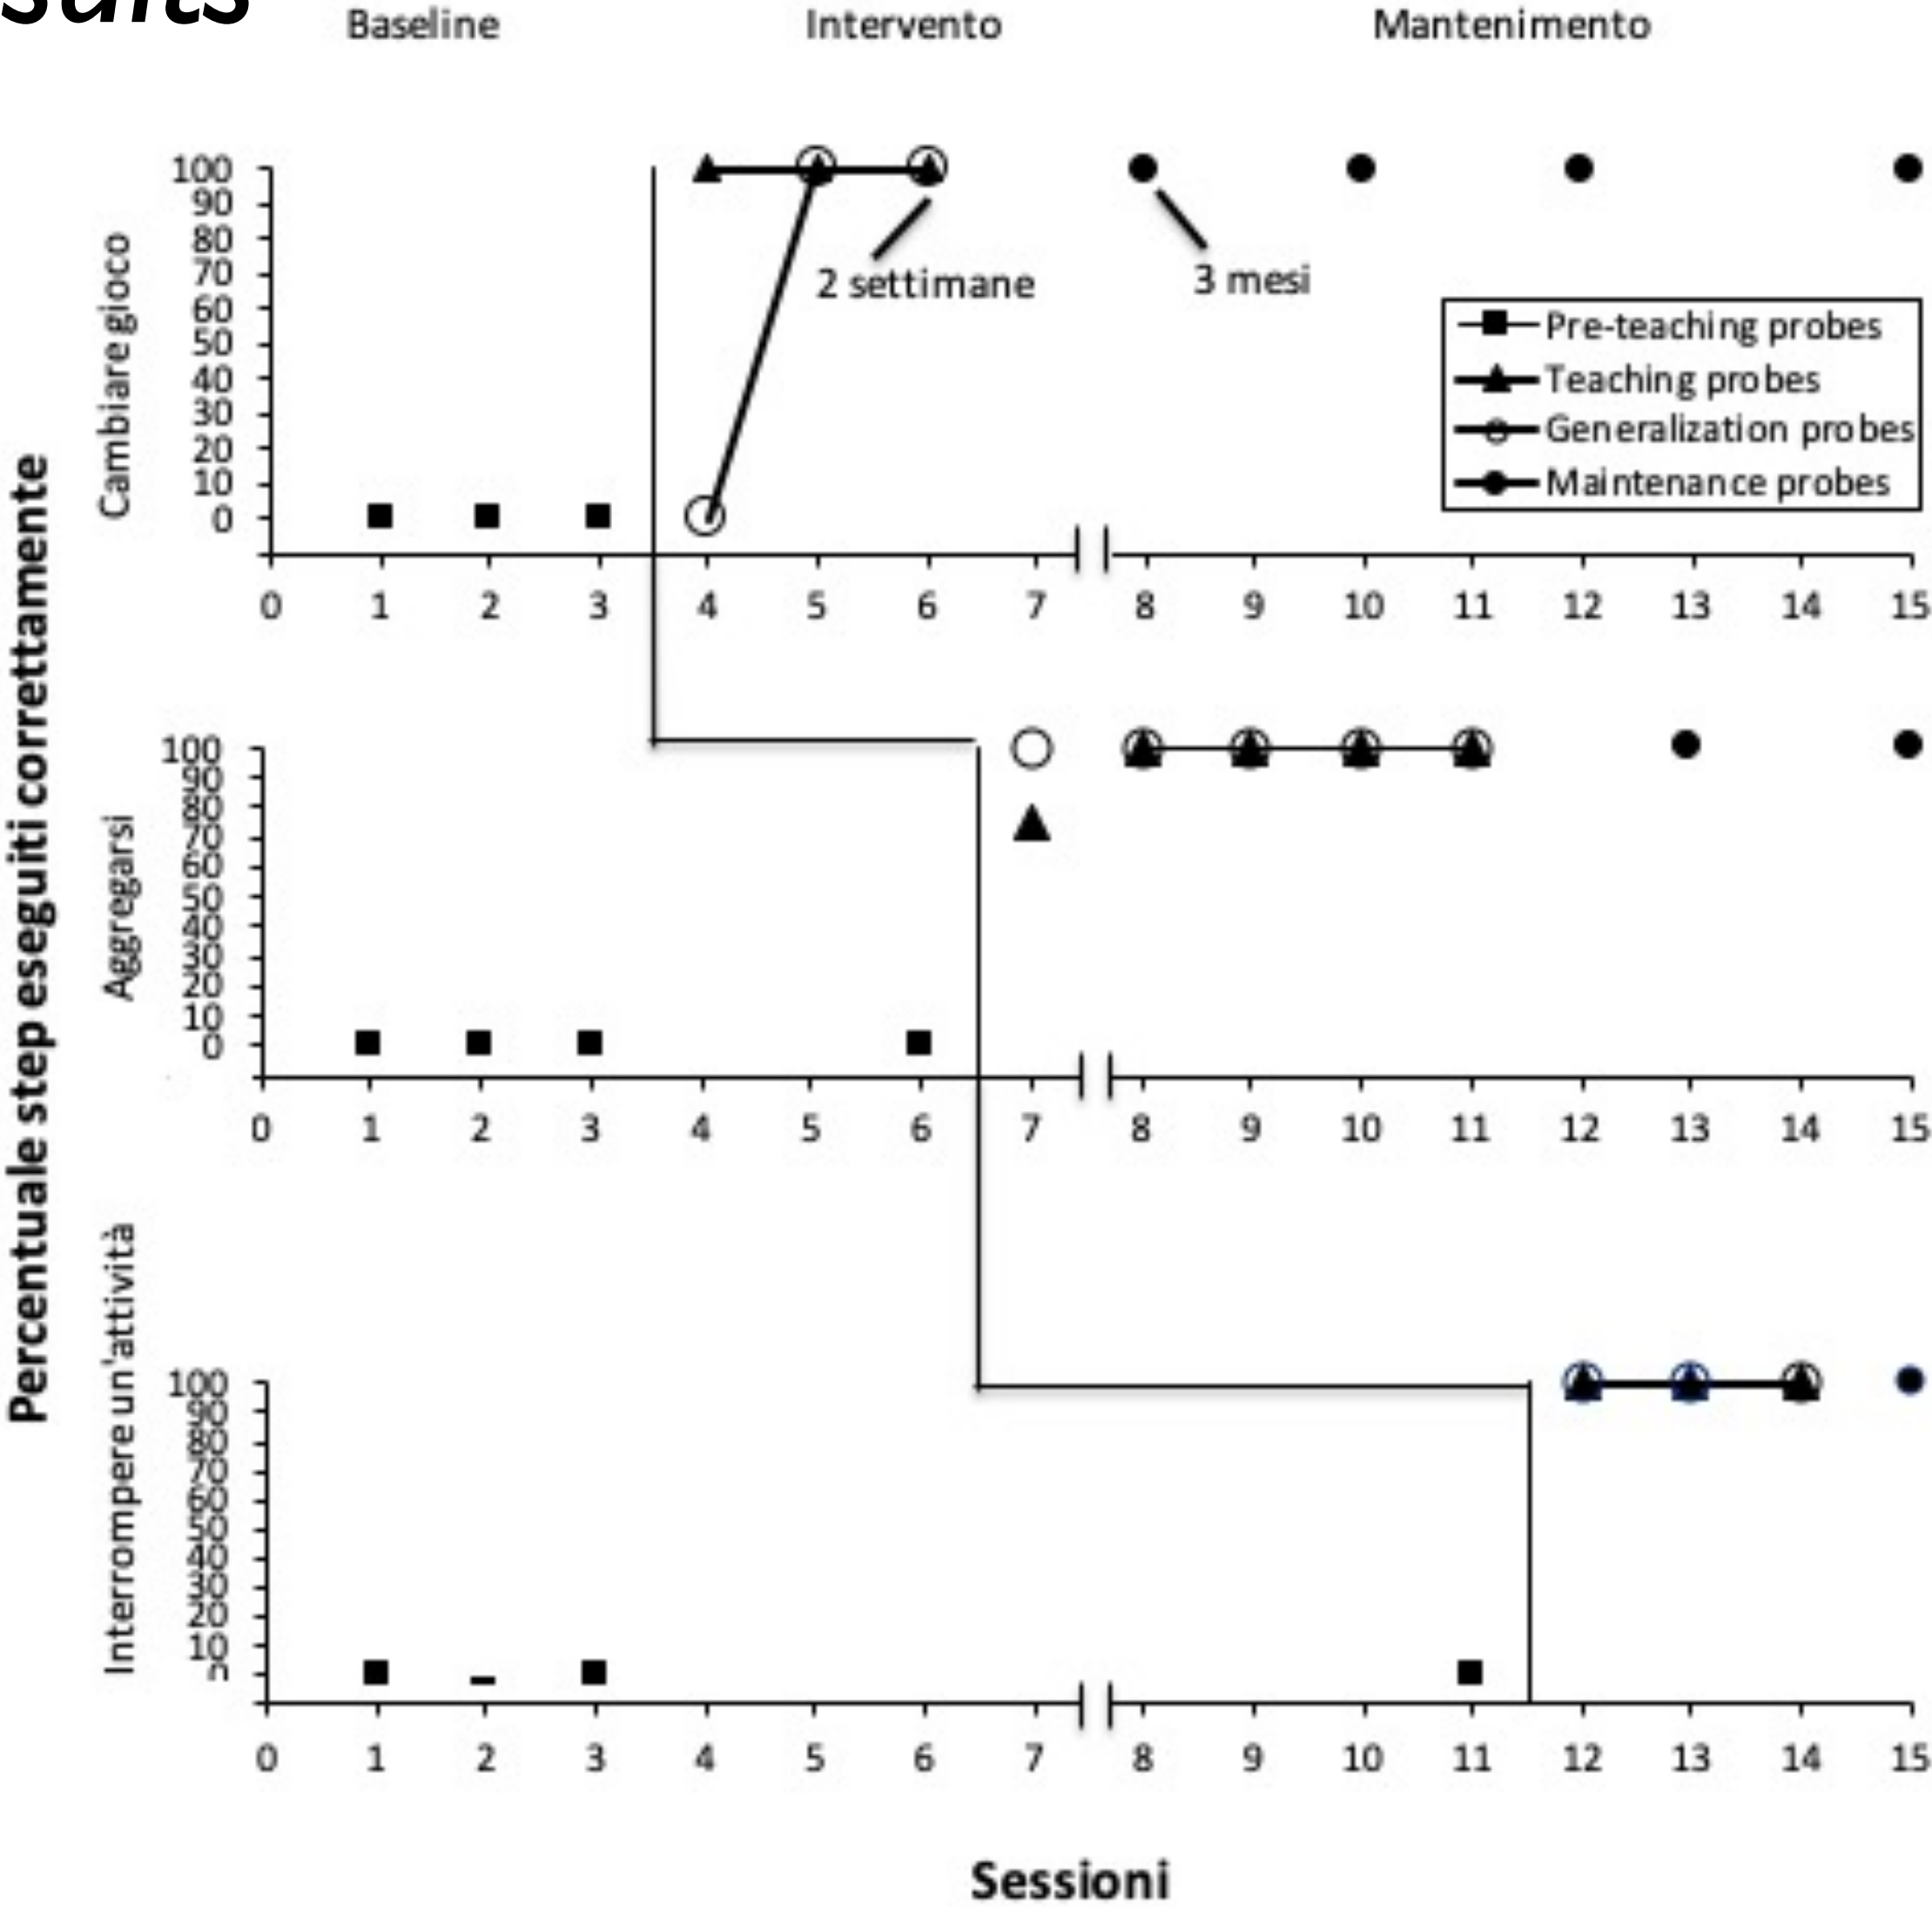 Baseline Intervento Mantenimento
Percentuale step eseguiti correttamente
Cambiare gioco
100
90
80
70
60
50
40
30
20
10
0
2 settimane
3 mesi
Pre-teaching probes
Teaching probes
Generalization probes
Maintenance probes
0 1 2 3 4 5 6 7 8 9 10 11 12 13 14 15
Aggregarsi
100
90
80
70
60
50
40
30
20
10
0
0 1 2 3 4 5 6 7 8 9 10 11 12 13 14 15
Interrompere un'attività
100
90
80
70
60
50
40
30
20
10
0
0 1 2 3 4 5 6 7 8 9 10 11 12 13 14 15
Sessioni